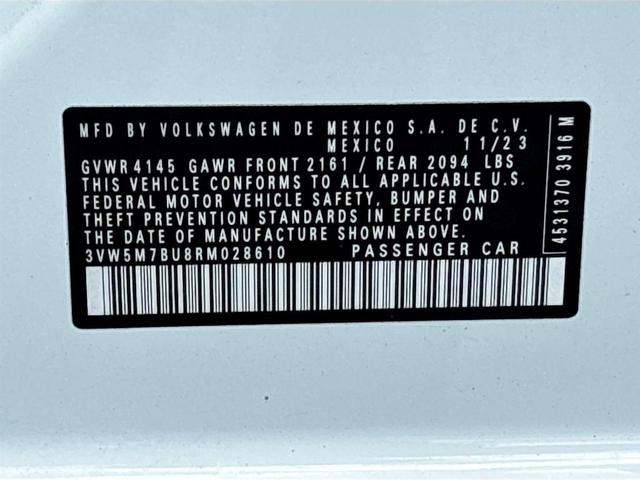 MFD BY VOLKSWAGEN DE MEXICO S.A. DE C.V.
MEXICO 11/23
GVWR 4145 GAWR FRONT 2161 / REAR 2094 LBS
THIS VEHICLE CONFORMS TO ALL APPLICABLE U.S.
FEDERAL MOTOR VEHICLE SAFETY, BUMPER AND
THEFT PREVENTION STANDARDS IN EFFECT ON
THE DATE OF MANUFACTURE SHOWN ABOVE.
3VW5M7BU8RM028610 PASSENGER CAR
4531370 3916 M